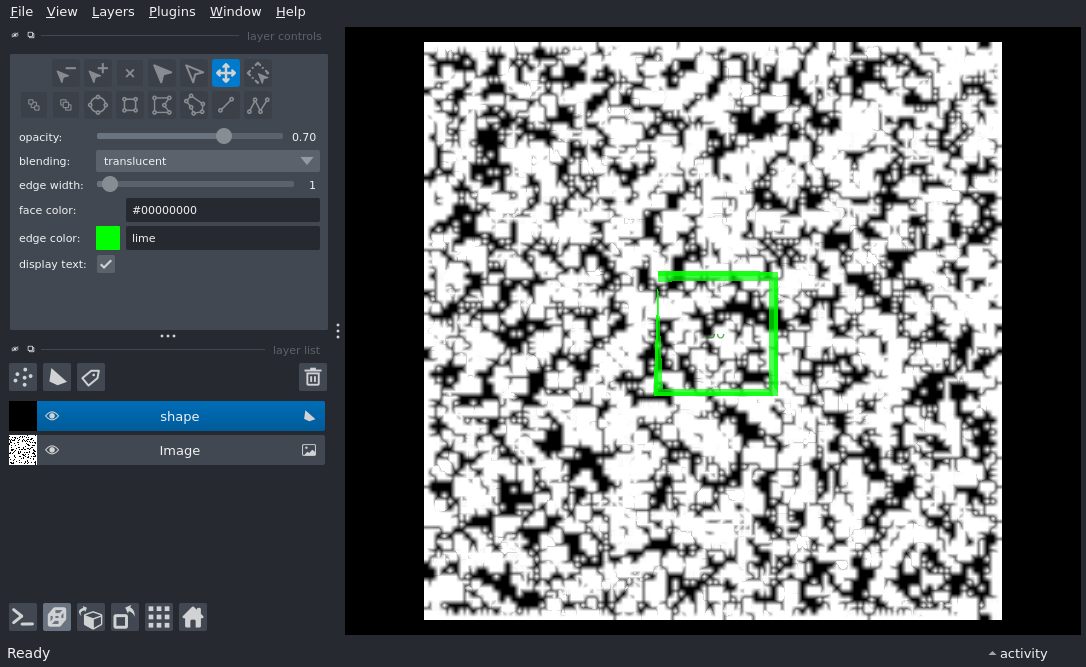 File View Layers Plugins Window Help
layer controls
opacity: 0.70
blending: translucent
edge width: 1
face color: #00000000
edge color: lime
display text:
layer list
shape
Image
Ready
activity